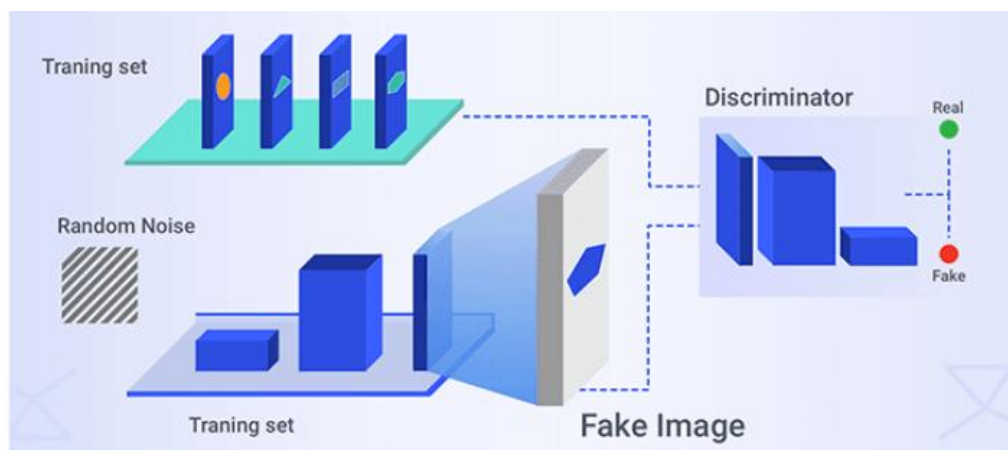 Traning set
Discriminator
Real
Random Noise
Fake
Traning set
Fake Image